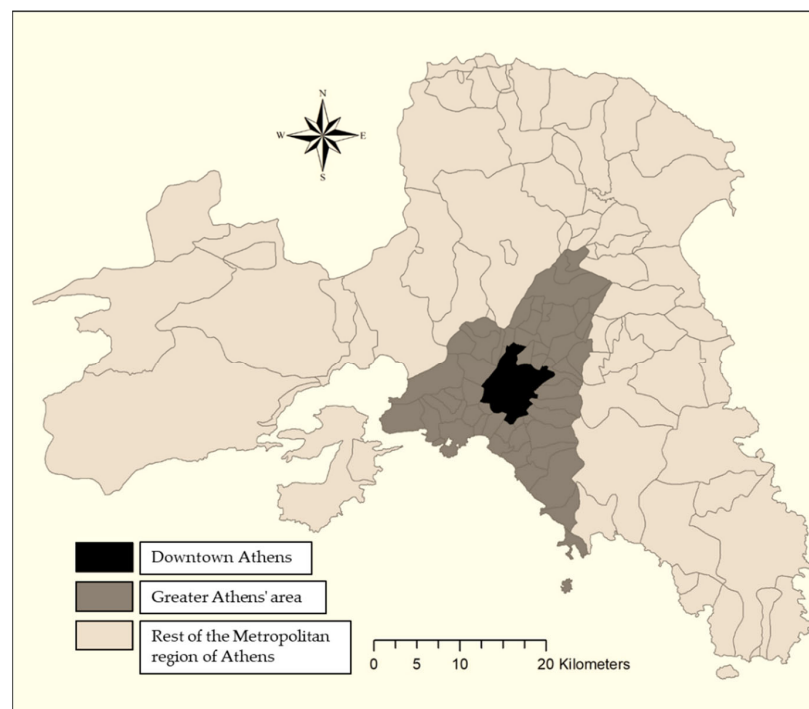 N
W E
S
Downtown Athens
Greater Athens' area
Rest of the Metropolitan
region of Athens
0 5 10 20 Kilometers